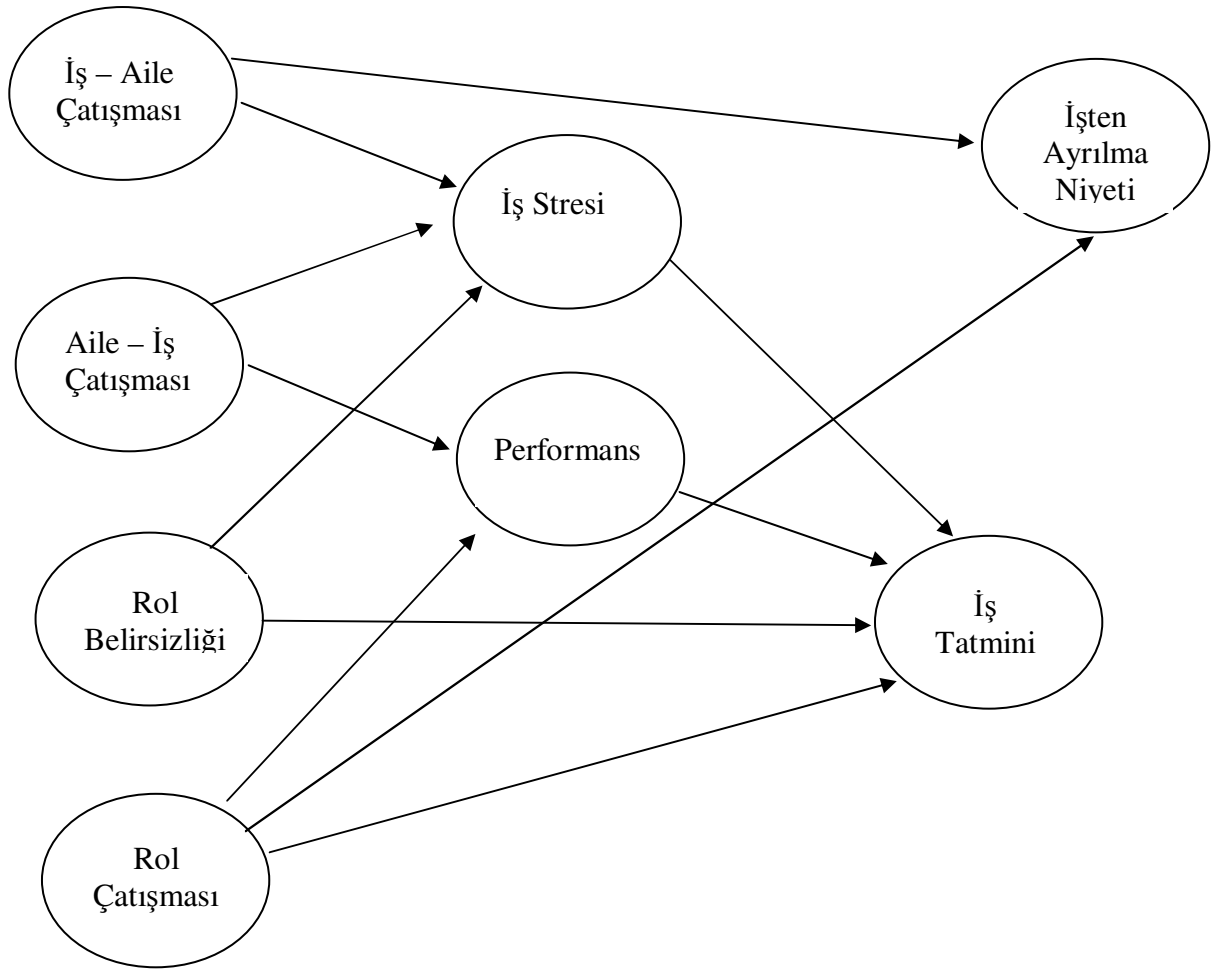 İş – Aile
Çatışması
İşten
Ayrılma
Niyeti
İş Stresi
Aile – İş
Çatışması
Performans
Rol
Belirsizliği
İş
Tatmini
Rol
Çatışması